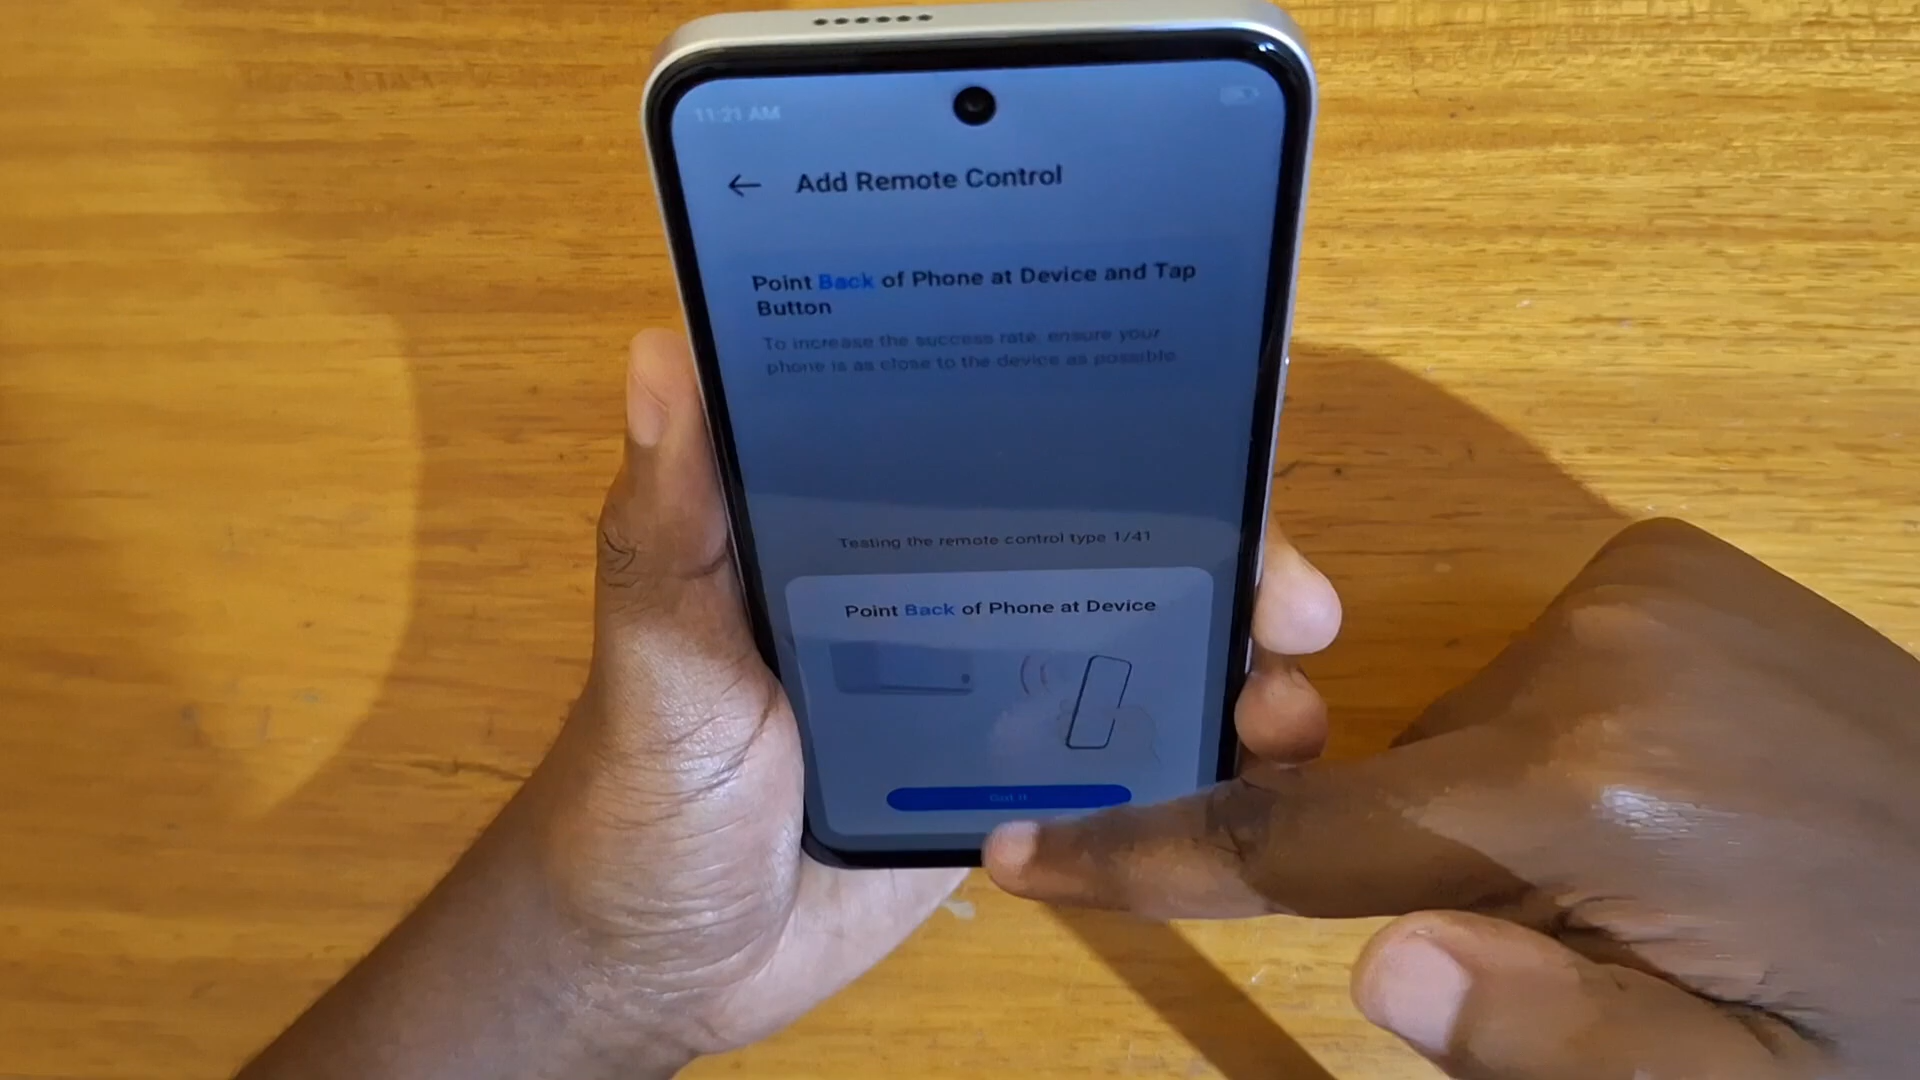 11:21 AM
Add Remote Control
Point Back of Phone at Device and Tap
Button
To increase the success rate, ensure your
phone is as close to the device as possible
Testing the remote control type 1/41
Point Back of Phone at Device
Got it